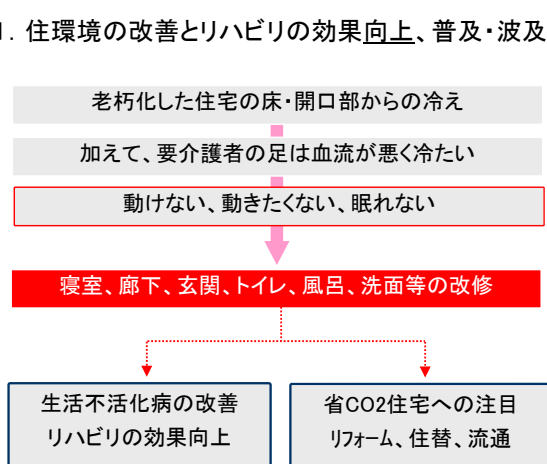 1．住環境の改善とリハビリの効果向上、普及・波及
老朽化した住宅の床・開口部からの冷え
加えて、要介護者の足は血流が悪く冷たい
動けない、動きたくない、眠れない
寝室、廊下、玄関、トイレ、風呂、洗面等の改修
生活不活化病の改善
リハビリの効果向上
省CO2住宅への注目
リフォーム、住替、流通